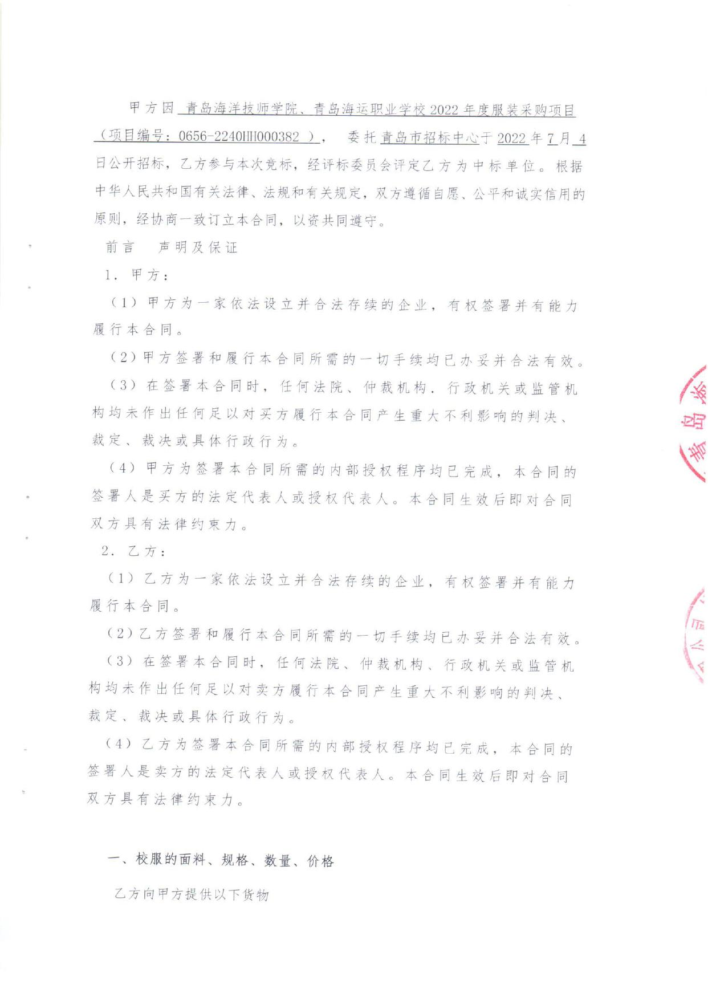 甲方因 青岛海洋技师学院、青岛海运职业学校 2022 年度服装采购项目
（项目编号：0656-2240HH000382 ）， 委托青岛市招标中心于 2022 年 7 月 4
日公开招标，乙方参与本次竞标，经评标委员会评定乙方为中标单位。根据
中华人民共和国有关法律、法规和有关规定，双方遵循自愿、公平和诚实信用的
原则，经协商一致订立本合同，以资共同遵守。
前言 声明及保证
1. 甲方：
（1）甲方为一家依法设立并合法存续的企业，有权签署并有能力
履行本合同。
（2）甲方签署和履行本合同所需的一切手续均已办妥并合法有效。
（3）在签署本合同时，任何法院、仲裁机构．行政机关或监管机
构均未作出任何足以对买方履行本合同产生重大不利影响的判决、
裁定、裁决或具体行政行为。
（4）甲方为签署本合同所需的内部授权程序均已完成，本合同的
签署人是买方的法定代表人或授权代表人。本合同生效后即对合同
双方具有法律约束力。
2. 乙方：
（1）乙方为一家依法设立并合法存续的企业，有权签署并有能力
履行本合同。
（2）乙方签署和履行本合同所需的一切手续均已办妥并合法有效。
（3）在签署本合同时，任何法院、仲裁机构、行政机关或监管机
构均未作出任何足以对卖方履行本合同产生重大不利影响的判决、
裁定、裁决或具体行政行为。
（4）乙方为签署本合同所需的内部授权程序均已完成，本合同的
签署人是卖方的法定代表人或授权代表人。本合同生效后即对合同
双方具有法律约束力。
一、校服的面料、规格、数量、价格
乙方向甲方提供以下货物
青岛